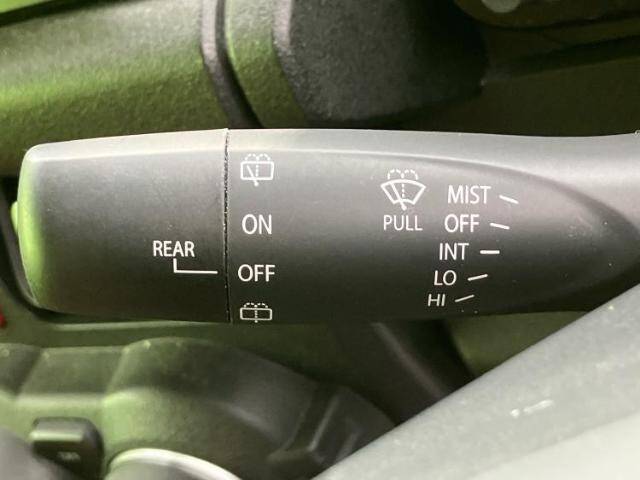 ON
REAR
OFF
PULL
MIST
OFF
INT
LO
HI